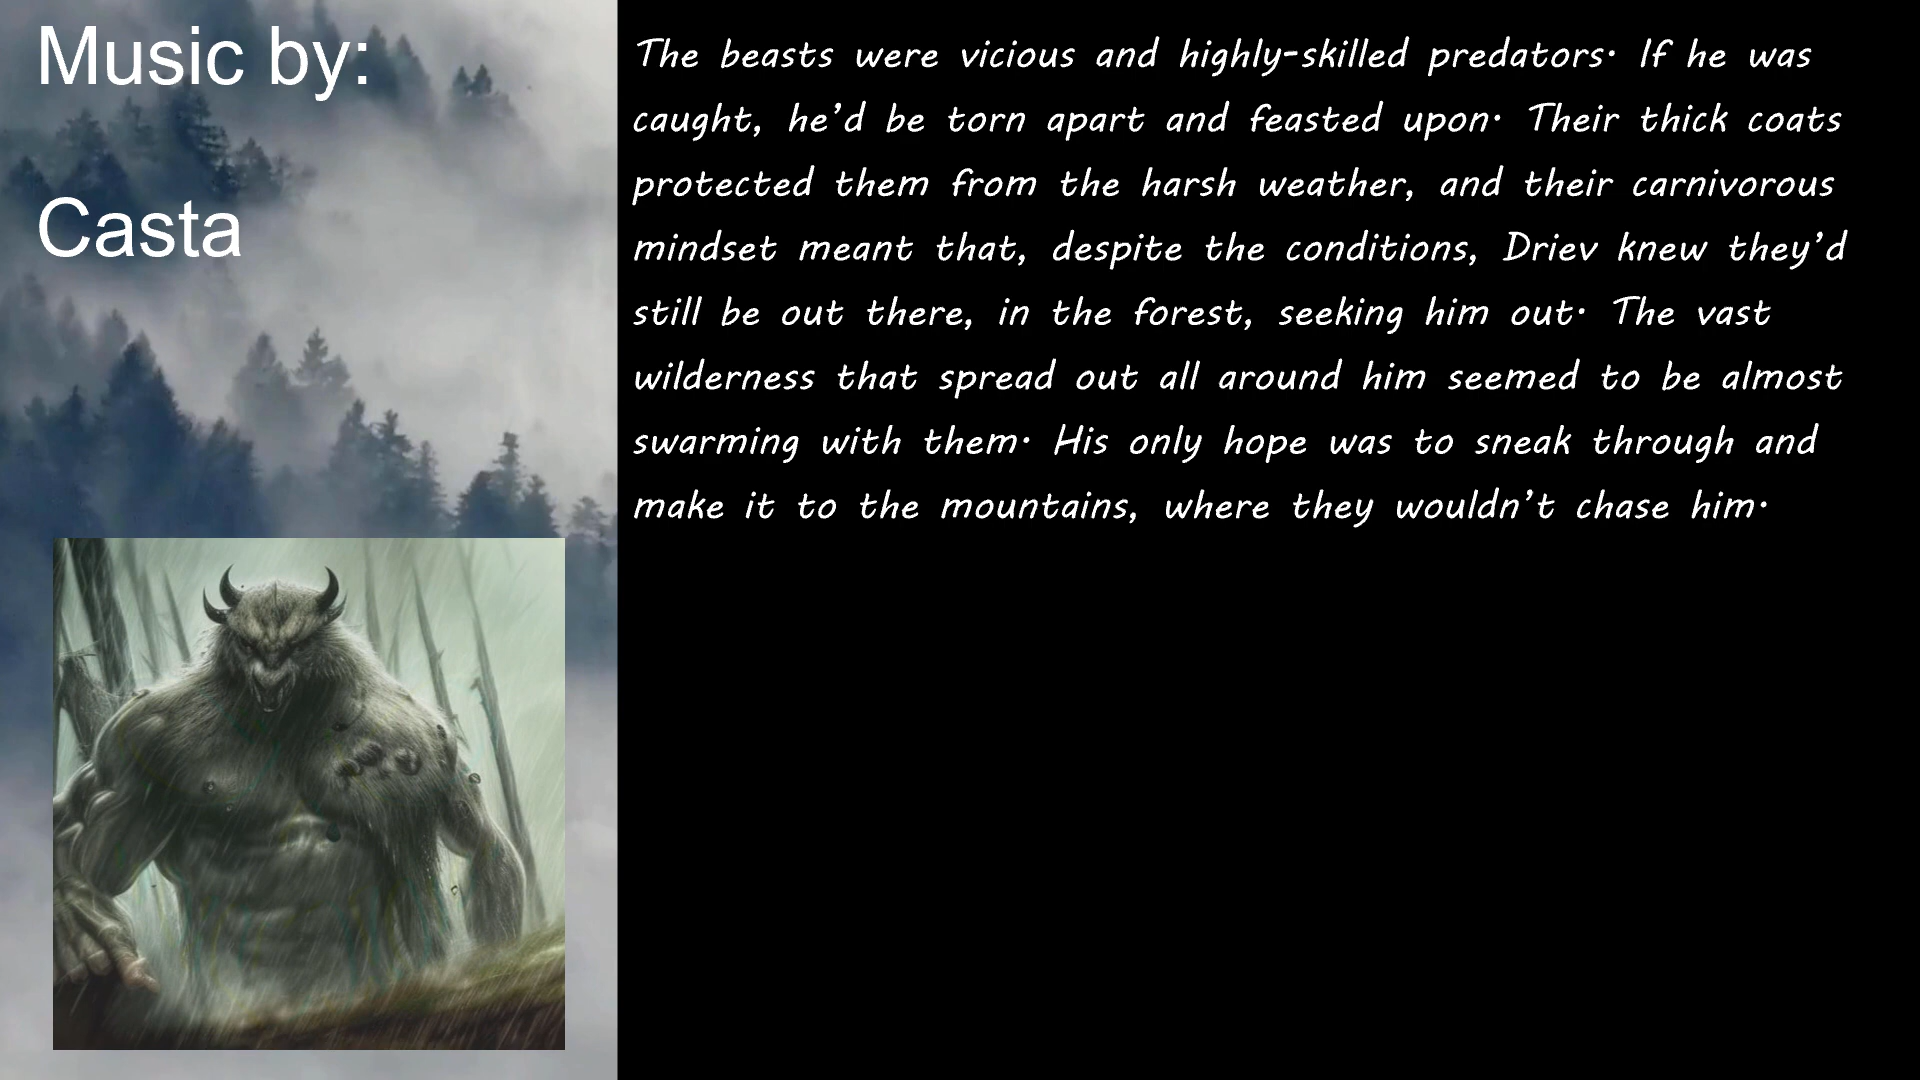 Music by:
Casta
The beasts were vicious and highly-skilled predators. If he was
caught, he’d be torn apart and feasted upon. Their thick coats
protected them from the harsh weather, and their carnivorous
mindset meant that, despite the conditions, Driev knew they’d
still be out there, in the forest, seeking him out. The vast
wilderness that spread out all around him seemed to be almost
swarming with them. His only hope was to sneak through and
make it to the mountains, where they wouldn’t chase him.